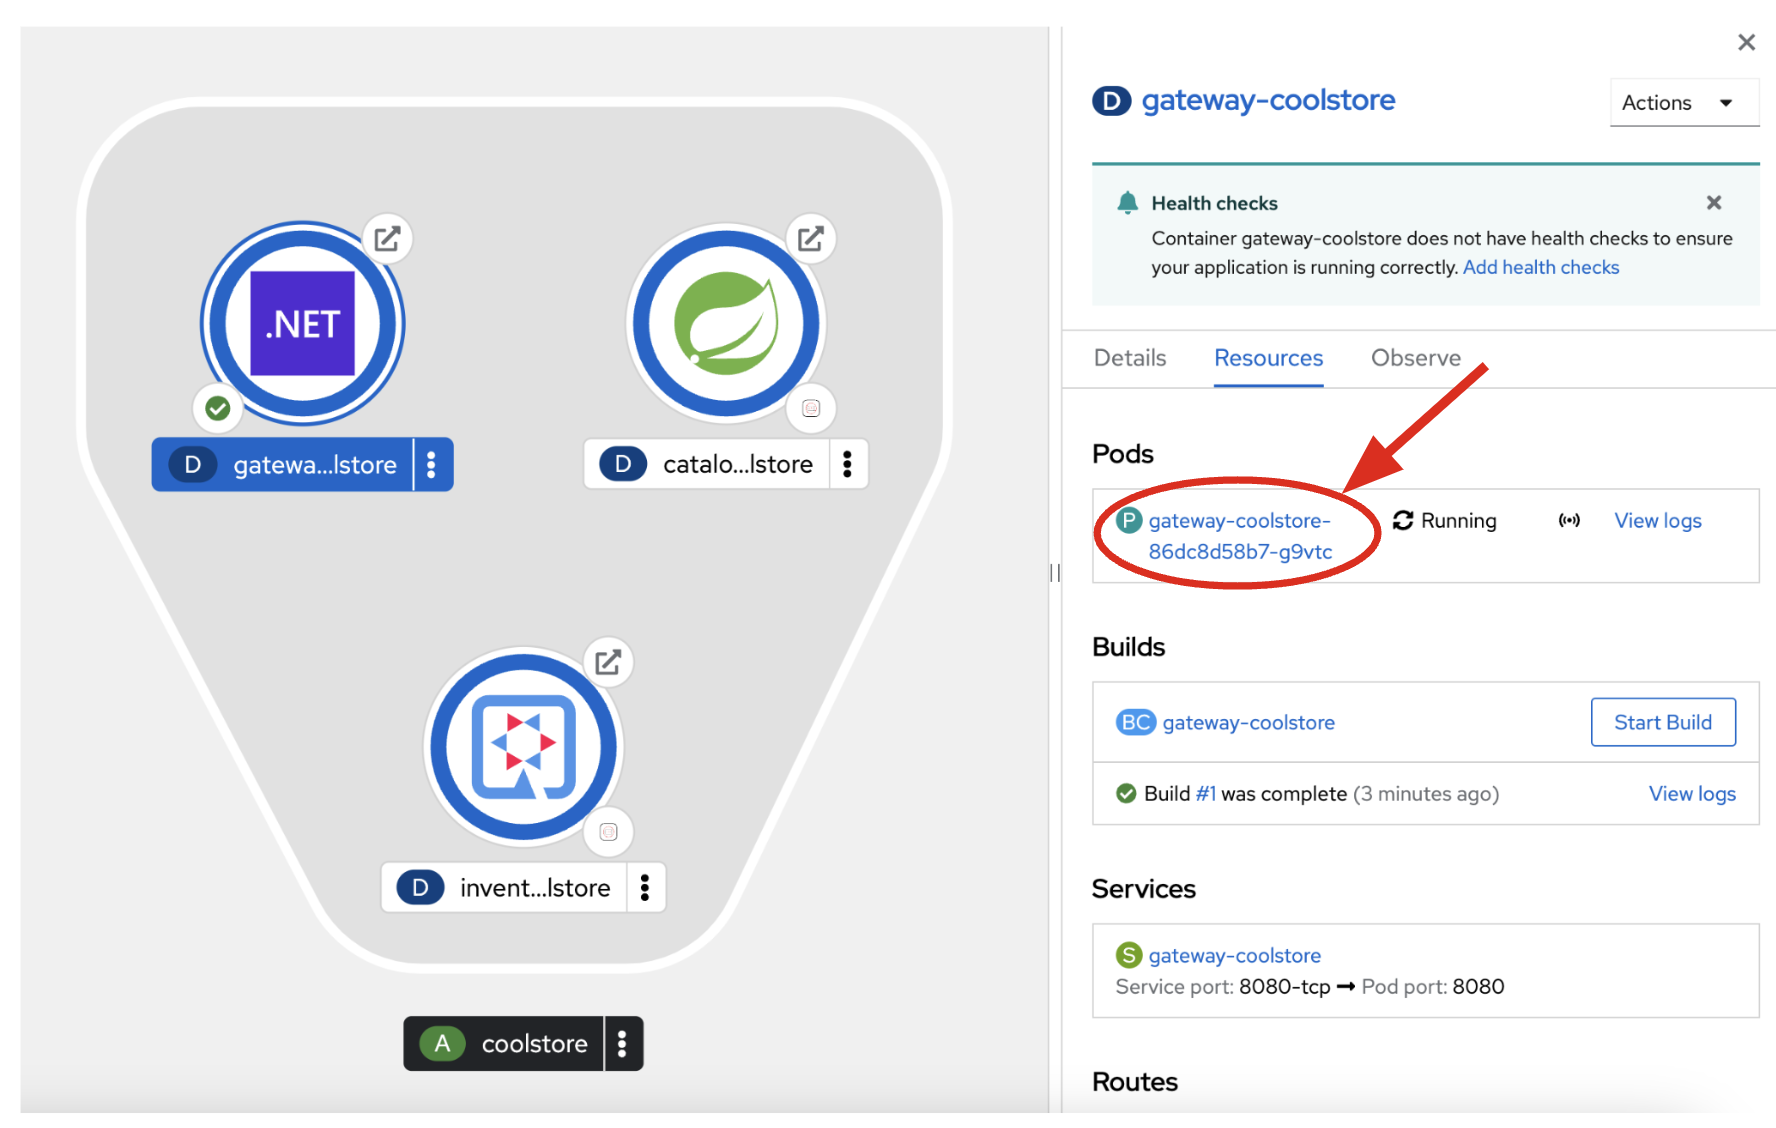 .NET
D gatewa...lstore
D catalo...lstore
D invent...lstore
A coolstore
D gateway-coolstore
Actions
Health checks
Container gateway-coolstore does not have health checks to ensure
your application is running correctly. Add health checks
Details Resources Observe
Pods
P gateway-coolstore-
86dc8d58b7-g9vtc
Running
View logs
Builds
BC gateway-coolstore
Start Build
Build #1 was complete (3 minutes ago)
View logs
Services
S gateway-coolstore
Service port: 8080-tcp → Pod port: 8080
Routes